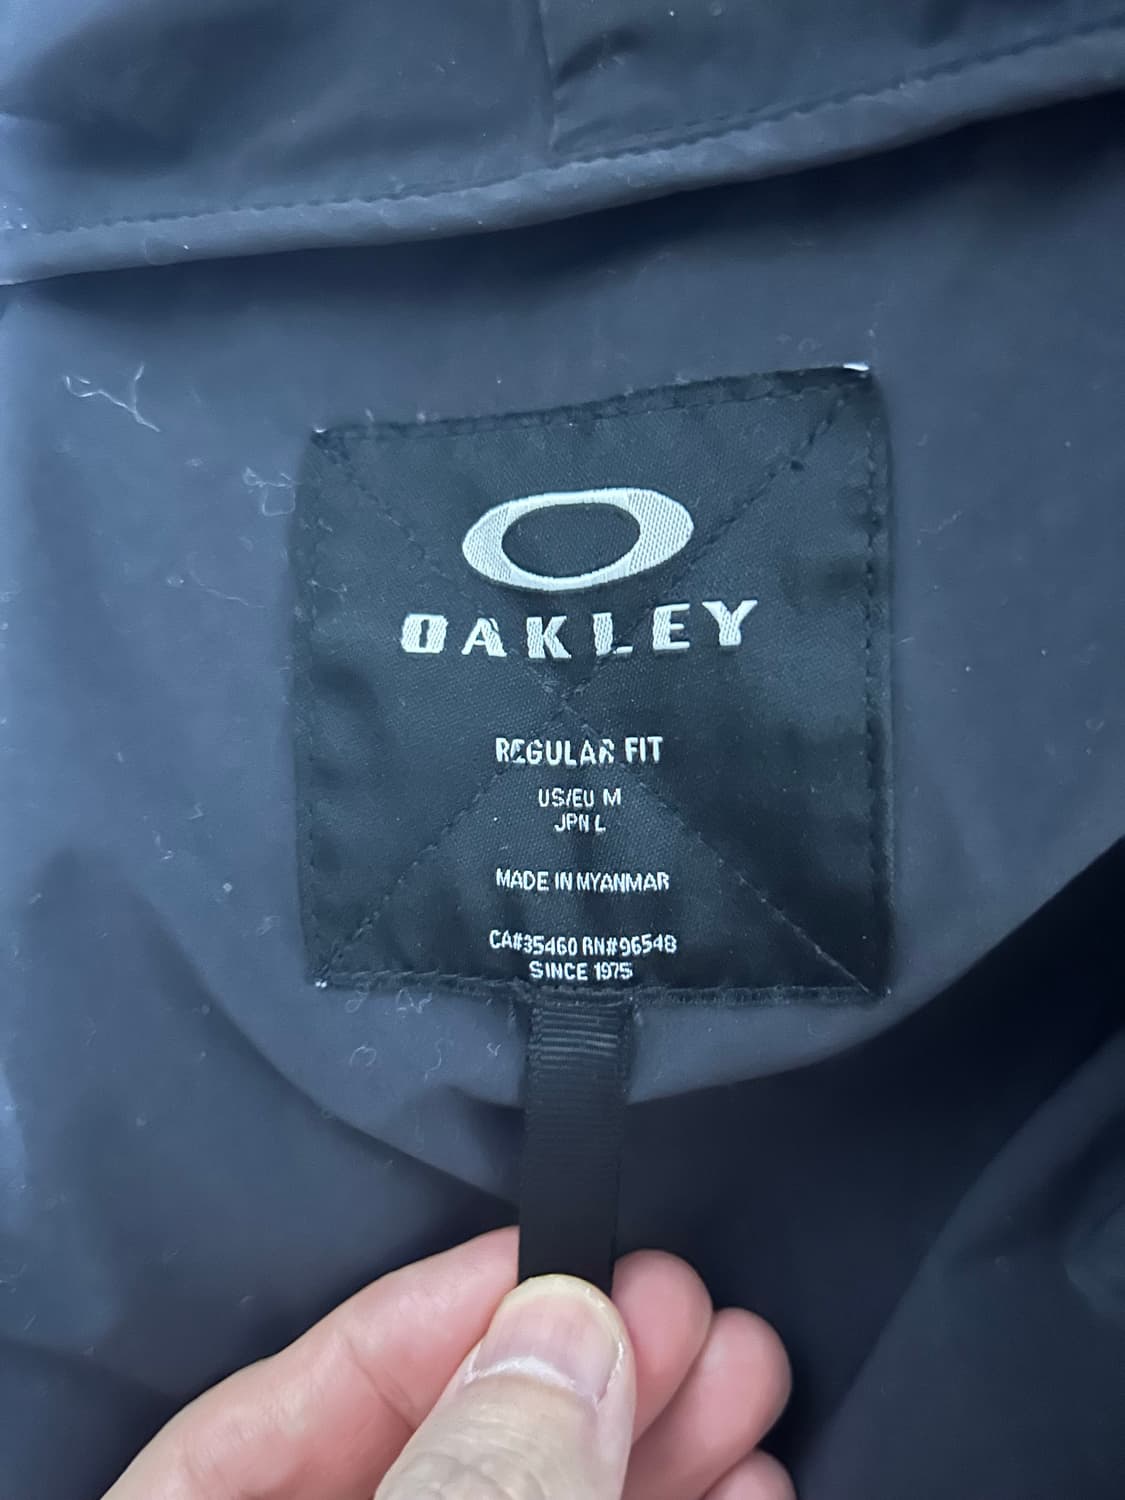 OAKLEY
REGULAR FIT
US/EU M
JPN L
MADE IN MYANMAR
CA#35460 RN#96548
SINCE 1975